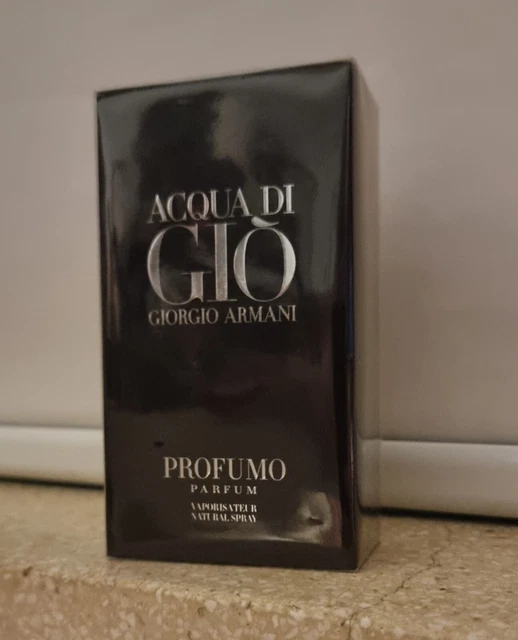 ACQUA DI
GIÒ
GIORGIO ARMANI
PROFUMO
PARFUM
VAPORISATEUR
NATURAL SPRAY